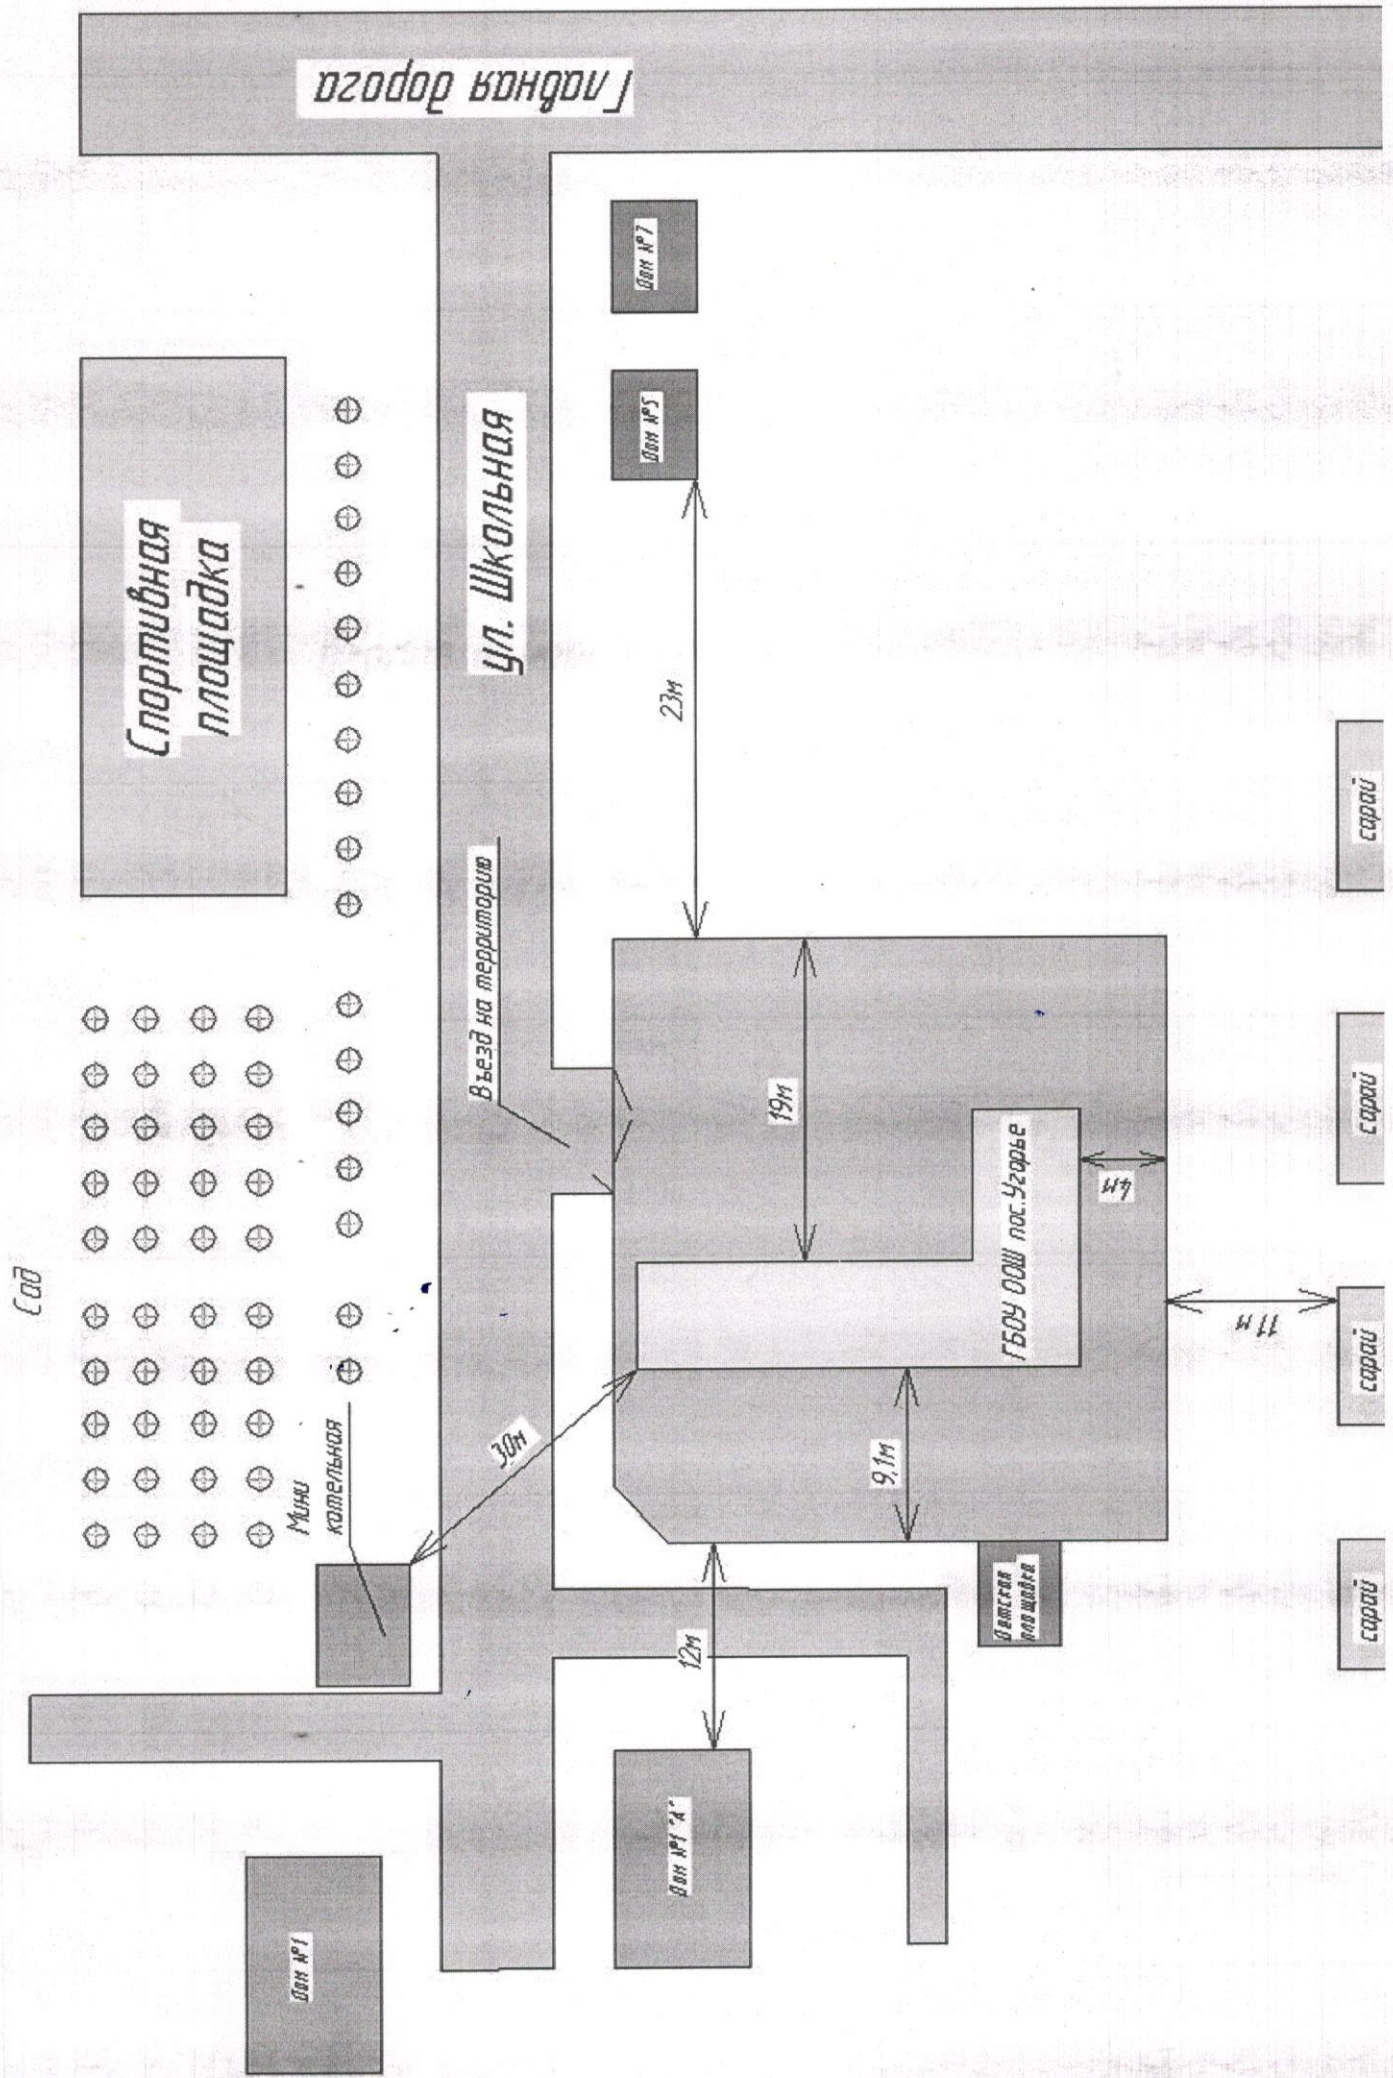 Сад
Спортивная
площадка
Главная дорога
Мини
котельная
ул. Школьная
Въезд на территорию
Дом №1
30м
Дом №1 "А"
12м
23м
Дом №5
Дом №7
9,1м
19м
ГБОУ ООШ пос.Угорье
4м
Детская
площадка
11м
сарай
сарай
сарай
сарай